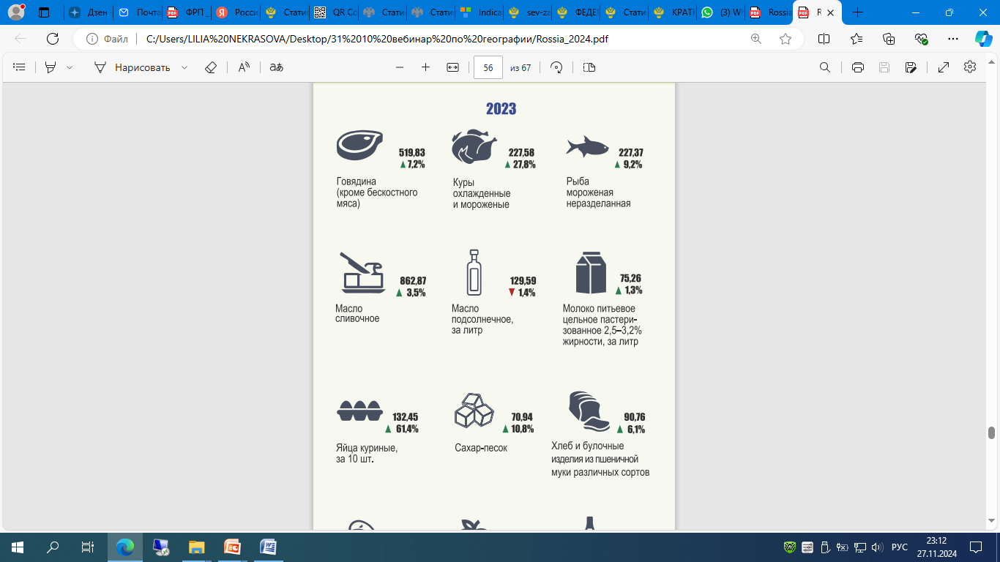 Дзен
Почта
ФРП
Росси
Стати
QR Co
Стати
Стати
Indica
sev-za
ФЕДЕ
Стати
КРАТН
(3) W
Rossia
R
Файл
C:/Users/LILIA%20NEKRASOVA/Desktop/31%2010%20вебинар%20по%20географии/Rossia_2024.pdf
Нарисовать
aあ
56
из 67
2023
519,83
7,2%
Говядина
(кроме бескостного
мяса)
227,58
27,8%
Куры
охлажденные
и мороженые
227,37
9,2%
Рыба
мороженая
неразделанная
862,87
3,5%
Масло
сливочное
129,59
1,4%
Масло
подсолнечное,
за литр
75,26
1,3%
Молоко питьевое
цельное пастери-
зованное 2,5–3,2%
жирности, за литр
132,45
61,4%
Яйца куриные,
за 10 шт.
70,94
10,8%
Сахар-песок
90,76
6,1%
Хлеб и булочные
изделия из пшеничной
муки различных сортов
РУС
23:12
27.11.2024